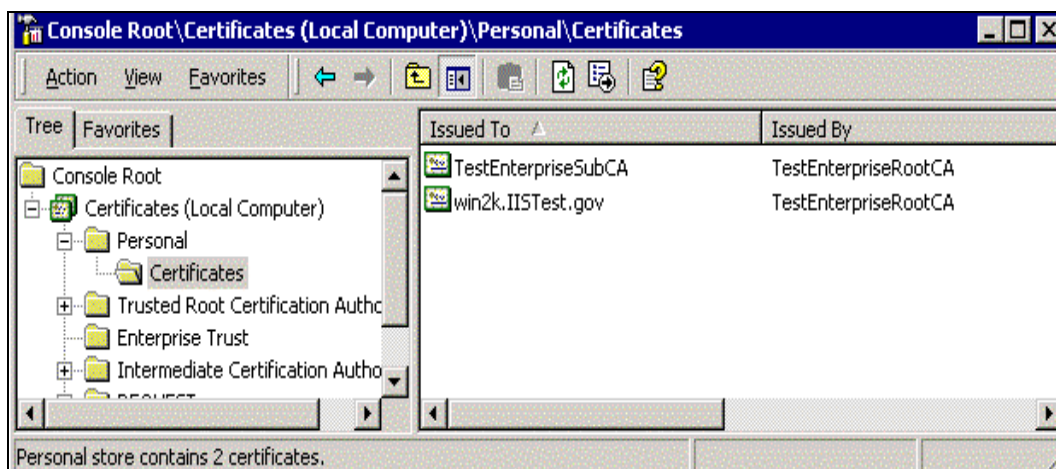 Console Root\Certificates (Local Computer)\Personal\Certificates
Action View Favorites
Tree Favorites
Issued To Issued By
Console Root
Certificates (Local Computer)
Personal
Certificates
Trusted Root Certification Autho
Enterprise Trust
Intermediate Certification Autho
REQUEST
TestEnterpriseSubCA TestEnterpriseRootCA
win2k.IISTest.gov TestEnterpriseRootCA
Personal store contains 2 certificates.